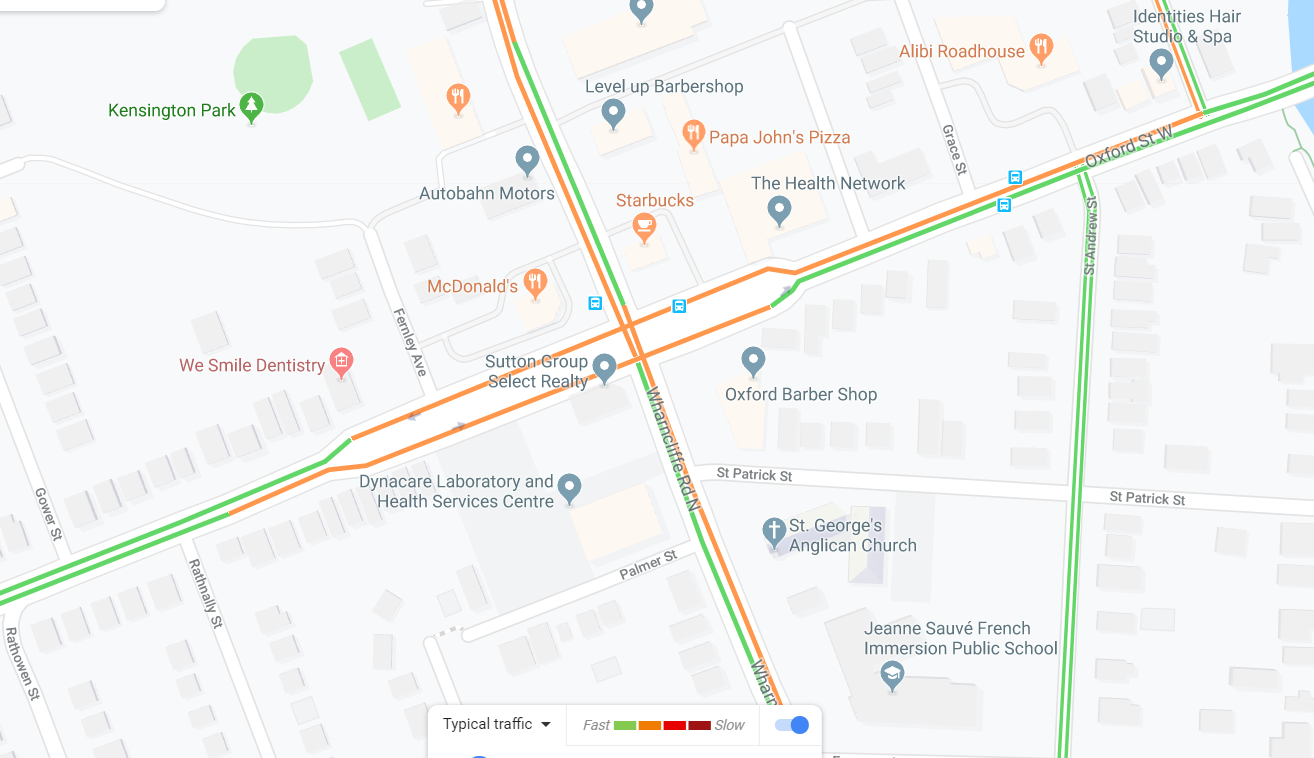 Identities Hair
Studio & Spa
Alibi Roadhouse
Level up Barbershop
Kensington Park
Papa John's Pizza
Oxford St W
Grace St
The Health Network
Autobahn Motors
Starbucks
St Andrew St
McDonald's
Fernley Ave
We Smile Dentistry
Sutton Group
Select Realty
Oxford Barber Shop
Wharncliffe Rd N
St Patrick St
St Patrick St
Dynacare Laboratory and
Health Services Centre
Gower St
St. George's
Anglican Church
Palmer St
Rathnally St
Rathowen St
Jeanne Sauvé French
Immersion Public School
Wharn
Typical traffic
Fast
Slow